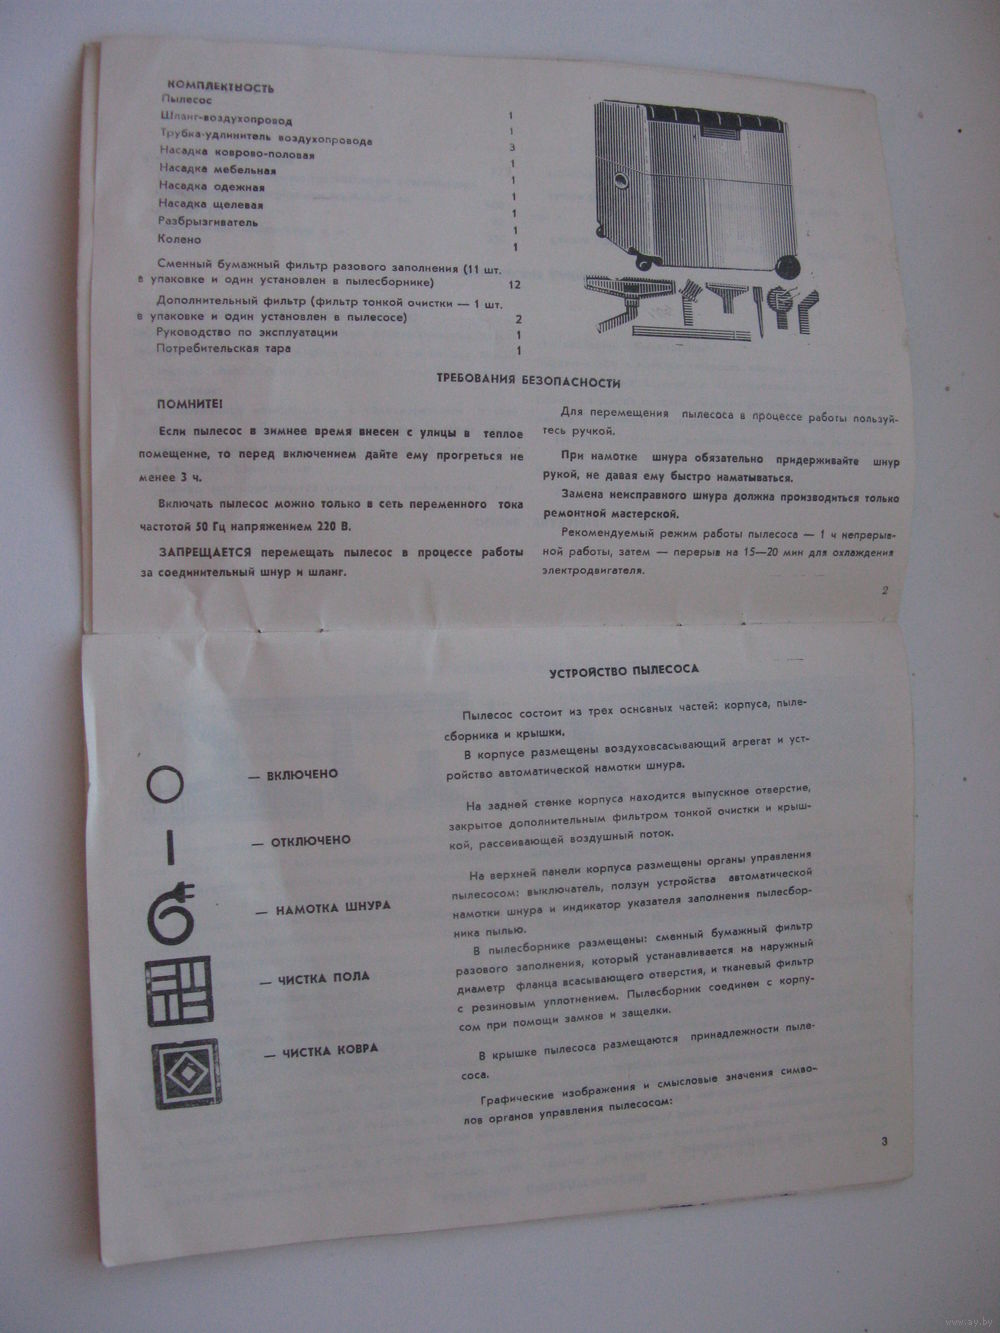 КОМПЛЕКТНОСТЬ
Пылесос 1
Шланг-воздухопровод 1
Трубка-удлинитель воздухопровода 3
Насадка коврово-половая 1
Насадка мебельная 1
Насадка одежная 1
Насадка щелевая 1
Разбрызгиватель 1
Колено 1
Сменный бумажный фильтр разового заполнения (11 шт.
в упаковке и один установлен в пылесборнике) 12
Дополнительный фильтр (фильтр тонкой очистки — 1 шт.
в упаковке и один установлен в пылесосе) 2
Руководство по эксплуатации 1
Потребительская тара 1
ТРЕБОВАНИЯ БЕЗОПАСНОСТИ
ПОМНИТЕ!
Если пылесос в зимнее время внесен с улицы в теплое
помещение, то перед включением дайте ему прогреться не
менее 3 ч.
Включать пылесос можно только в сеть переменного тока
частотой 50 Гц напряжением 220 В.
ЗАПРЕЩАЕТСЯ перемещать пылесос в процессе работы
за соединительный шнур и шланг.
Для перемещения пылесоса в процессе работы пользуй-
тесь ручкой.
При намотке шнура обязательно придерживайте шнур
рукой, не давая ему быстро наматываться.
Замена неисправного шнура должна производиться только
ремонтной мастерской.
Рекомендуемый режим работы пылесоса — 1 ч непрерыв-
ной работы, затем — перерыв на 15—20 мин для охлаждения
электродвигателя.
2
— ВКЛЮЧЕНО
— ОТКЛЮЧЕНО
— НАМОТКА ШНУРА
— ЧИСТКА ПОЛА
— ЧИСТКА КОВРА
УСТРОЙСТВО ПЫЛЕСОСА
Пылесос состоит из трех основных частей: корпуса, пыле-
сборника и крышки.
В корпусе размещены воздуховсасывающий агрегат и уст-
ройство автоматической намотки шнура.
На задней стенке корпуса находится выпускное отверстие,
закрытое дополнительным фильтром тонкой очистки и крыш-
кой, рассеивающей воздушный поток.
На верхней панели корпуса размещены органы управления
пылесосом: выключатель, ползун устройства автоматической
намотки шнура и индикатор указателя заполнения пылесбор-
ника пылью.
В пылесборнике размещены: сменный бумажный фильтр
разового заполнения, который устанавливается на наружный
диаметр фланца всасывающего отверстия, и тканевый фильтр
с резиновым уплотнением. Пылесборник соединен с корпу-
сом при помощи замков и защелки.
В крышке пылесоса размещаются принадлежности пыле-
соса.
Графические изображения и смысловые значения симво-
лов органов управления пылесосом:
3
www.ay.by